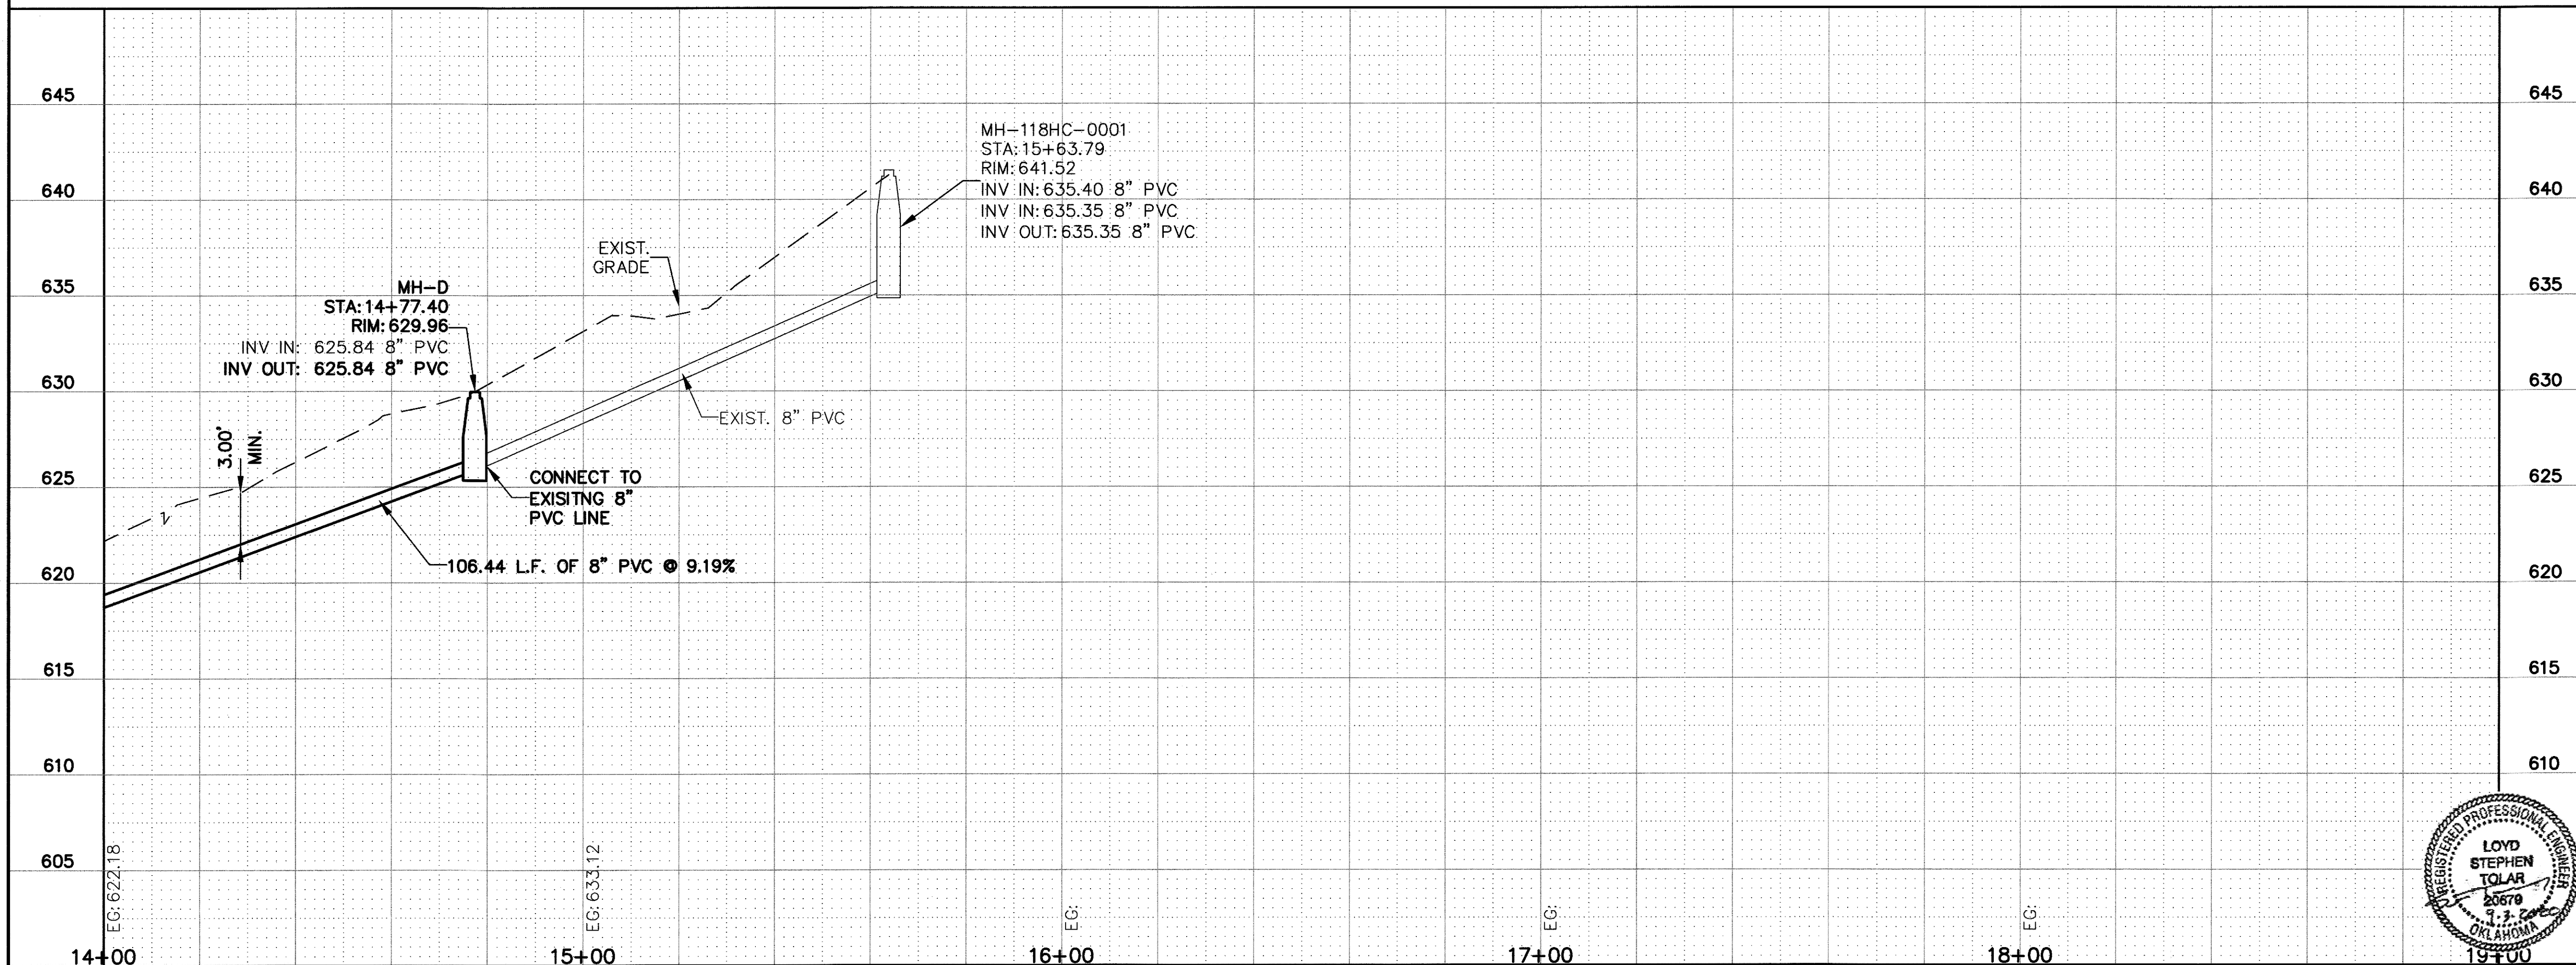 645
645
MH-118HC-0001
STA: 15+63.79
RIM: 641.52
INV IN: 635.40 8" PVC
INV IN: 635.35 8" PVC
INV OUT: 635.35 8" PVC
640
640
EXIST.
GRADE
635
635
MH-D
STA: 14+77.40
RIM: 629.96
INV IN: 625.84 8" PVC
INV OUT: 625.84 8" PVC
630
630
EXIST. 8" PVC
3.00'
MIN.
625
625
CONNECT TO
EXISITNG 8"
PVC LINE
106.44 L.F. OF 8" PVC @ 9.19%
620
620
615
615
610
610
605
EG: 622.18
EG: 633.12
EG:
EG:
EG:
REGISTERED PROFESSIONAL ENGINEER
LOYD
STEPHEN
TOLAR
20679
OKLAHOMA
14+00
15+00
16+00
17+00
18+00
19+00